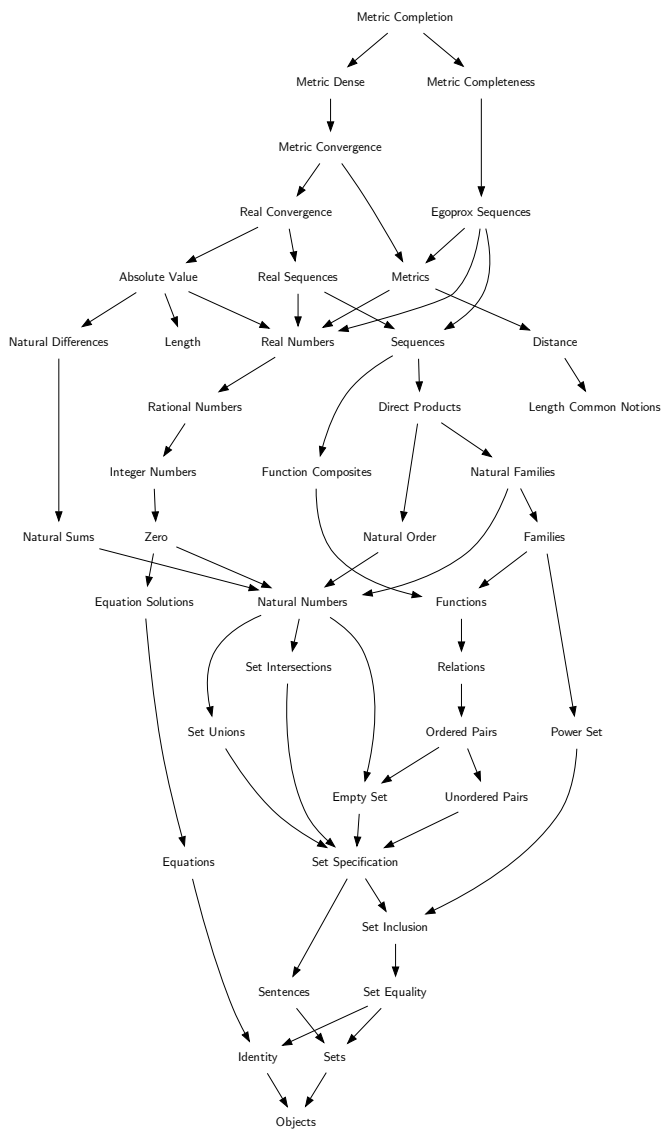 Metric Completion
Metric Dense
Metric Completeness
Metric Convergence
Real Convergence
Egoprox Sequences
Absolute Value
Real Sequences
Metrics
Natural Differences
Length
Real Numbers
Sequences
Distance
Rational Numbers
Direct Products
Length Common Notions
Integer Numbers
Function Composites
Natural Families
Natural Sums
Zero
Natural Order
Families
Equation Solutions
Natural Numbers
Functions
Set Intersections
Relations
Set Unions
Ordered Pairs
Power Set
Empty Set
Unordered Pairs
Equations
Set Specification
Set Inclusion
Sentences
Set Equality
Identity
Sets
Objects